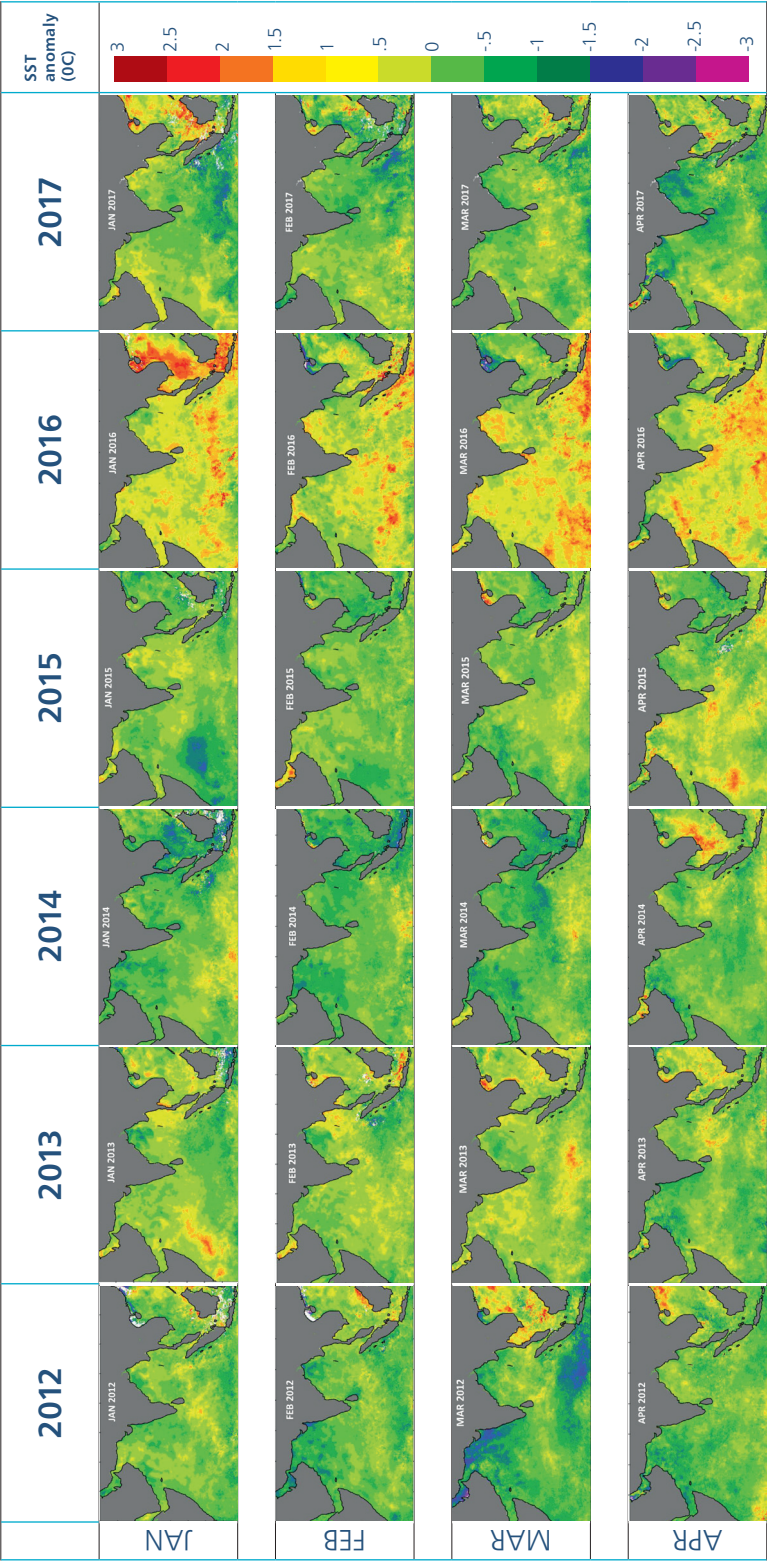 2012
2013
2014
2015
2016
2017
SST
anomaly
(0C)
JAN
JAN 2012
JAN 2013
JAN 2014
JAN 2015
JAN 2016
JAN 2017
FEB
FEB 2012
FEB 2013
FEB 2014
FEB 2015
FEB 2016
FEB 2017
MAR
MAR 2012
MAR 2013
MAR 2014
MAR 2015
MAR 2016
MAR 2017
APR
APR 2012
APR 2013
APR 2014
APR 2015
APR 2016
APR 2017
3
2.5
2
1.5
1
.5
0
-.5
-1
-1.5
-2
-2.5
-3